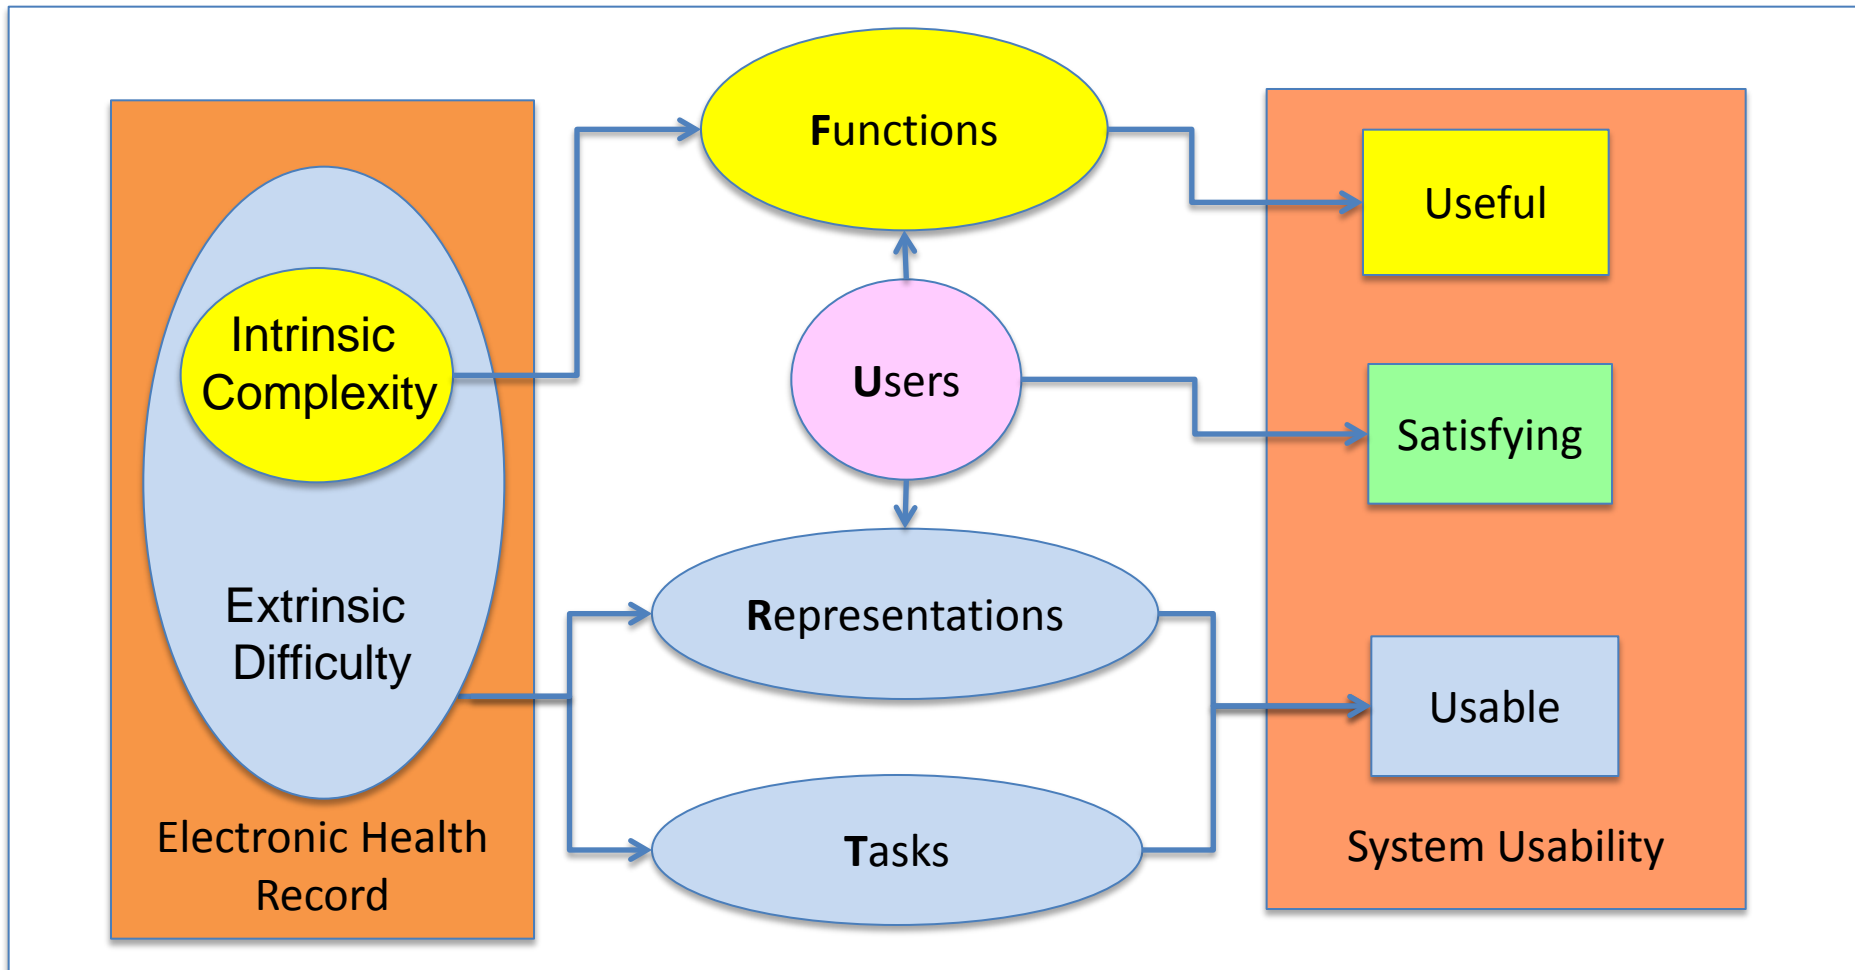 Intrinsic
Complexity
Extrinsic
Difficulty
Electronic Health
Record
Functions
Users
Representations
Tasks
Useful
Satisfying
Usable
System Usability